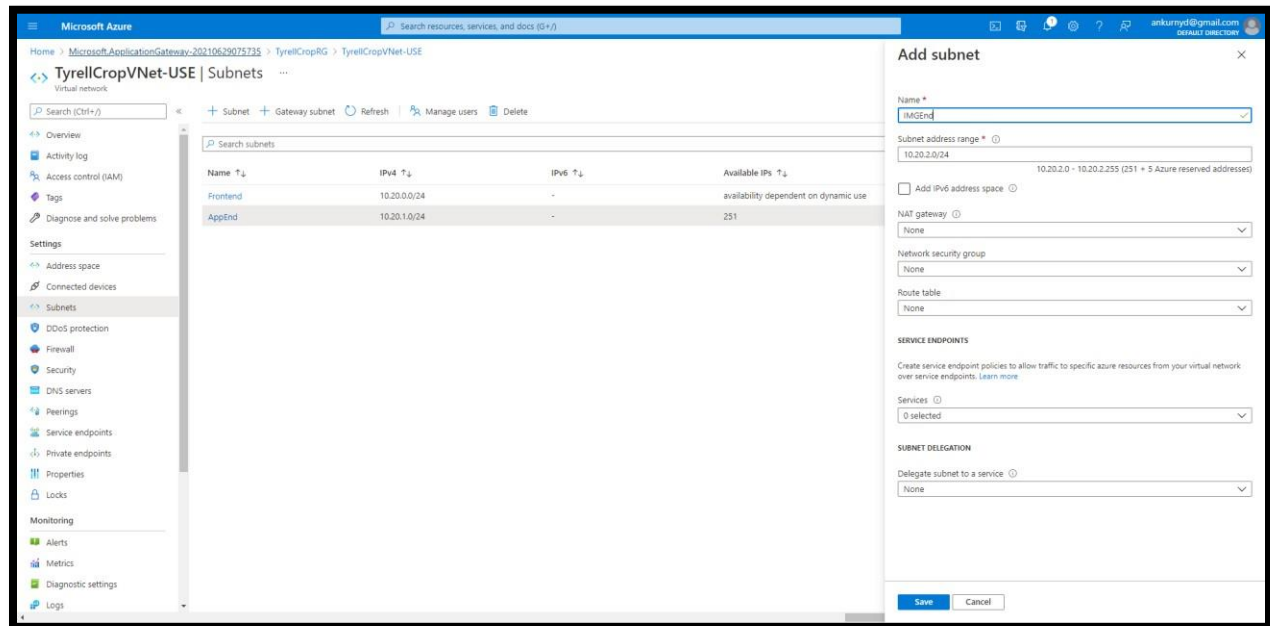 Microsoft Azure
Search resources, services, and docs (G+/)
1
ankurnyd@gmail.com
DEFAULT DIRECTORY
Home > Microsoft.ApplicationGateway-20210629075735 > TyrellCropRG > TyrellCropVNet-USE
TyrellCropVNet-USE | Subnets ...
Virtual network
Search (Ctrl+/)
«
+ Subnet + Gateway subnet Refresh Manage users Delete
Overview
Activity log
Access control (IAM)
Tags
Diagnose and solve problems
Settings
Address space
Connected devices
Subnets
DDoS protection
Firewall
Security
DNS servers
Peerings
Service endpoints
Private endpoints
Properties
Locks
Monitoring
Alerts
Metrics
Diagnostic settings
Logs
Search subnets
Name ↑↓ IPv4 ↑↓ IPv6 ↑↓ Available IPs ↑↓
Frontend 10.20.0.0/24 - availability dependent on dynamic use
AppEnd 10.20.1.0/24 - 251
Add subnet
Name *
IMGEnd
Subnet address range *
10.20.2.0/24
10.20.2.0 - 10.20.2.255 (251 + 5 Azure reserved addresses)
Add IPv6 address space
NAT gateway
None
Network security group
None
Route table
None
SERVICE ENDPOINTS
Create service endpoint policies to allow traffic to specific azure resources from your virtual network
over service endpoints. Learn more
Services
0 selected
SUBNET DELEGATION
Delegate subnet to a service
None
Save Cancel